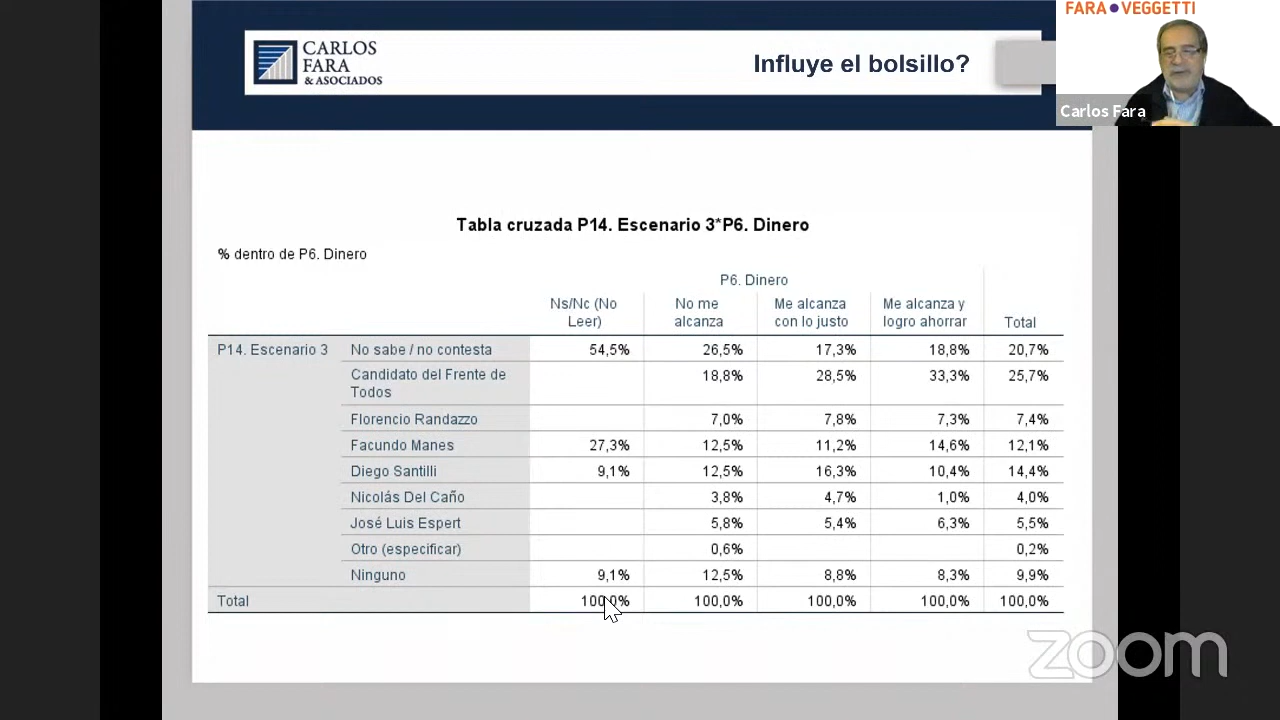 FARA VEGGETTI
CARLOS
FARA
& ASOCIADOS
Influye el bolsillo?
Carlos Fara
Tabla cruzada P14. Escenario 3*P6. Dinero
% dentro de P6. Dinero
P6. Dinero
Ns/Nc (No Leer) No me alcanza Me alcanza con lo justo Me alcanza y logro ahorrar Total
P14. Escenario 3 No sabe / no contesta 54,5% 26,5% 17,3% 18,8% 20,7%
Candidato del Frente de Todos 18,8% 28,5% 33,3% 25,7%
Florencio Randazzo 7,0% 7,8% 7,3% 7,4%
Facundo Manes 27,3% 12,5% 11,2% 14,6% 12,1%
Diego Santilli 9,1% 12,5% 16,3% 10,4% 14,4%
Nicolás Del Caño 3,8% 4,7% 1,0% 4,0%
José Luis Espert 5,8% 5,4% 6,3% 5,5%
Otro (especificar) 0,6% 0,2%
Ninguno 9,1% 12,5% 8,8% 8,3% 9,9%
Total 100,0% 100,0% 100,0% 100,0% 100,0%
zoom